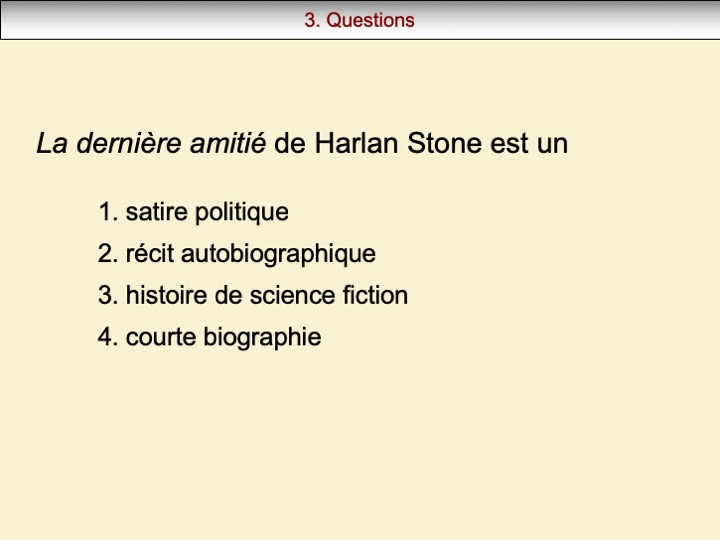 3. Questions
La dernière amitié de Harlan Stone est un
1. satire politique
2. récit autobiographique
3. histoire de science fiction
4. courte biographie